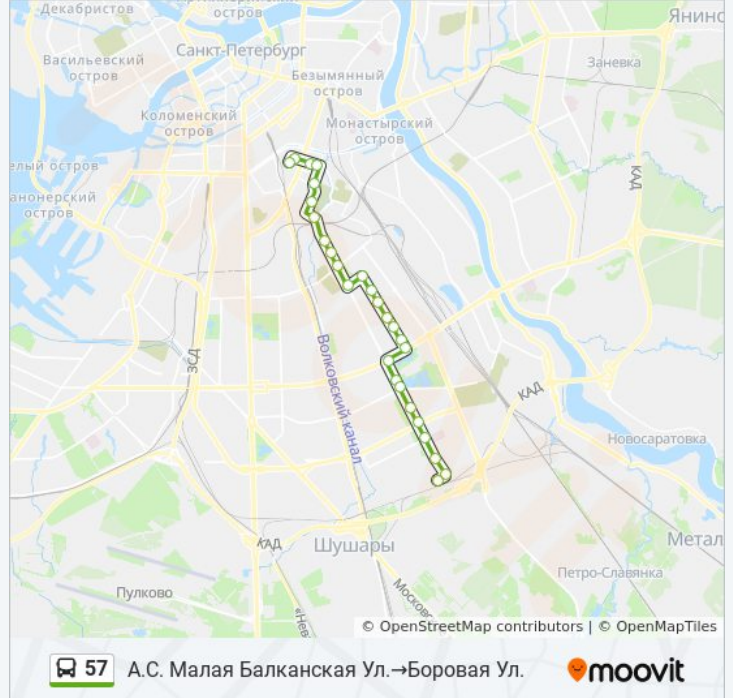 Декабристов
остров
Янинс
Санкт-Петербург
Васильевский
остров
Заневка
Безымянный
остров
Коломенский
остров
Монастырский
остров
елый остров
анонерский
остров
КАД
Волковский канал
ЗСД
КАД
Новосаратовка
КАД
Шушары
Метал
Петро-Славянка
Пулково
Московс
«Нев
© OpenStreetMap contributors | © OpenMapTiles
57 А.С. Малая Балканская Ул.→Боровая Ул.
moovit